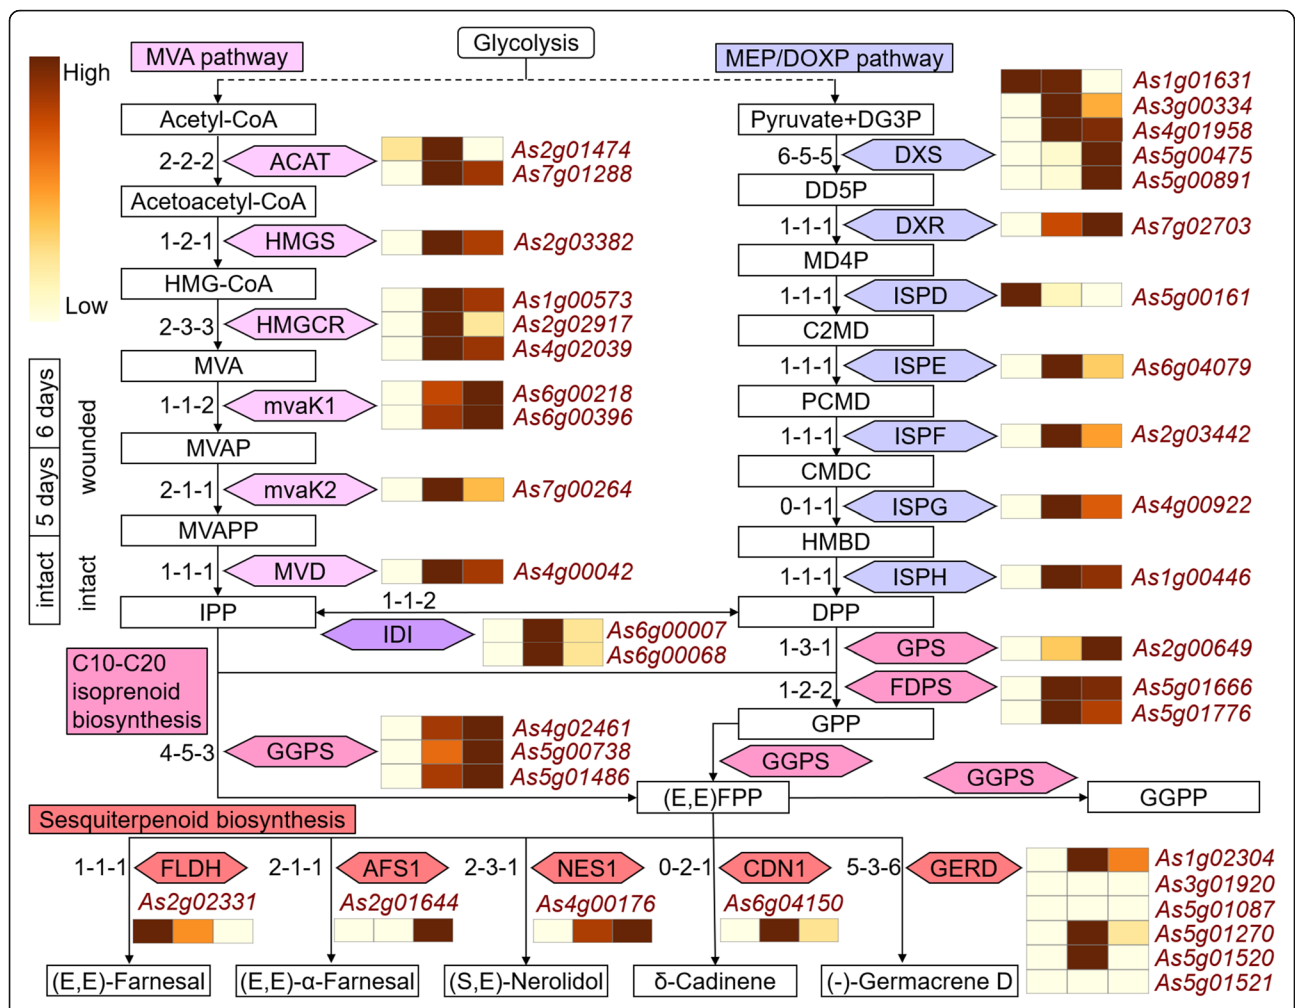 Glycolysis
MVA pathway
MEP/DOXP pathway
High
Low
6 days
5 days
intact
wounded
intact
Acetyl-CoA
2-2-2
ACAT
As2g01474
As7g01288
Acetoacetyl-CoA
1-2-1
HMGS
As2g03382
HMG-CoA
2-3-3
HMGCR
As1g00573
As2g02917
As4g02039
MVA
1-1-2
mvaK1
As6g00218
As6g00396
MVAP
2-1-1
mvaK2
As7g00264
MVAPP
1-1-1
MVD
As4g00042
IPP
1-1-2
IDI
As6g00007
As6g00068
Pyruvate+DG3P
6-5-5
DXS
As1g01631
As3g00334
As4g01958
As5g00475
As5g00891
DD5P
1-1-1
DXR
As7g02703
MD4P
1-1-1
ISPD
As5g00161
C2MD
1-1-1
ISPE
As6g04079
PCMD
1-1-1
ISPF
As2g03442
CMDC
0-1-1
ISPG
As4g00922
HMBD
1-1-1
ISPH
As1g00446
DPP
1-3-1
GPS
As2g00649
1-2-2
FDPS
As5g01666
As5g01776
GPP
C10-C20
isoprenoid
biosynthesis
4-5-3
GGPS
As4g02461
As5g00738
As5g01486
GGPS
GGPS
(E,E)FPP
GGPP
Sesquiterpenoid biosynthesis
1-1-1
FLDH
As2g02331
(E,E)-Farnesal
2-1-1
AFS1
As2g01644
(E,E)-α-Farnesal
2-3-1
NES1
As4g00176
(S,E)-Nerolidol
0-2-1
CDN1
As6g04150
δ-Cadinene
5-3-6
GERD
As1g02304
As3g01920
As5g01087
As5g01270
As5g01520
As5g01521
(-)-Germacrene D